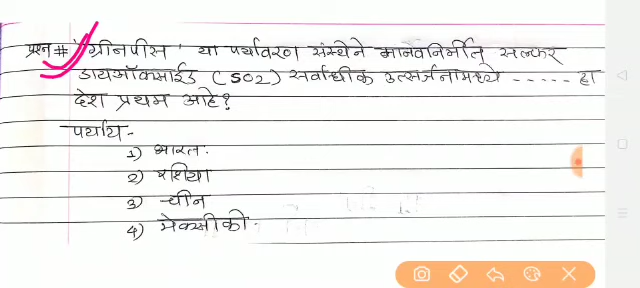 प्रश्न # 'ग्रीनपीस' या पर्यावरण संस्थेने मानवनिर्मीत सल्फर
डायऑक्साईड (SO2) सर्वाधीक उत्सर्जनामध्ये ----- हा
देश प्रथम आहे?
पर्याय -
1) भारत.
2) रशिया
3) चीन
4) मेक्सीको.